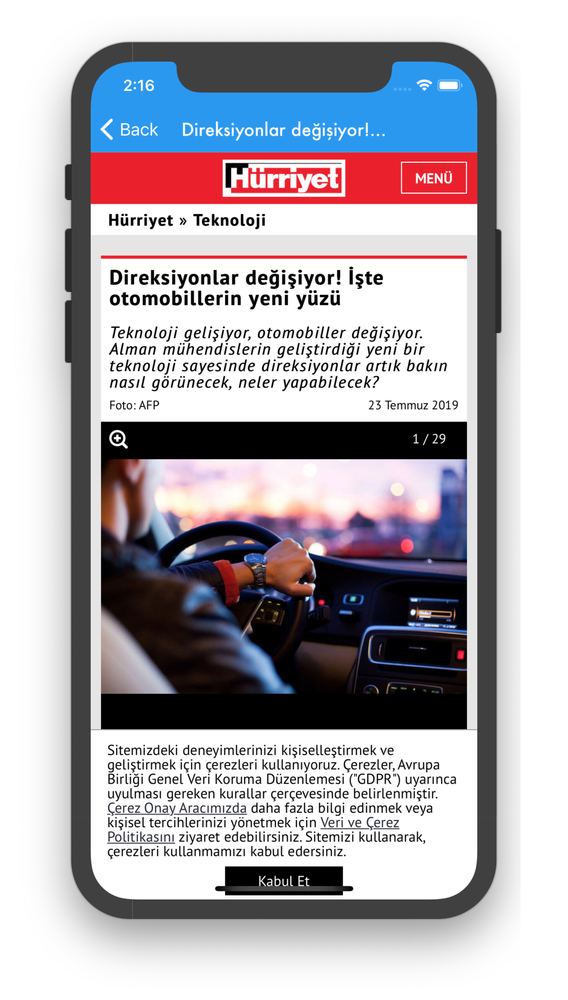 2:16
Back
Direksiyonlar değişiyor!...
Hürriyet
MENÜ
Hürriyet » Teknoloji
Direksiyonlar değişiyor! İşte
otomobillerin yeni yüzü
Teknoloji gelişiyor, otomobiller değişiyor.
Alman mühendislerin geliştirdiği yeni bir
teknoloji sayesinde direksiyonlar artık bakın
nasıl görünecek, neler yapabilecek?
Foto: AFP
23 Temmuz 2019
1 / 29
Sitemizdeki deneyimlerinizi kişiselleştirmek ve
geliştirmek için çerezleri kullanıyoruz. Çerezler, Avrupa
Birliği Genel Veri Koruma Düzenlemesi ("GDPR") uyarınca
uyulması gereken kurallar çerçevesinde belirlenmiştir.
Çerez Onay Aracımızda daha fazla bilgi edinmek veya
kişisel tercihlerinizi yönetmek için Veri ve Çerez
Politikasını ziyaret edebilirsiniz. Sitemizi kullanarak,
çerezleri kullanmamızı kabul edersiniz.
Kabul Et